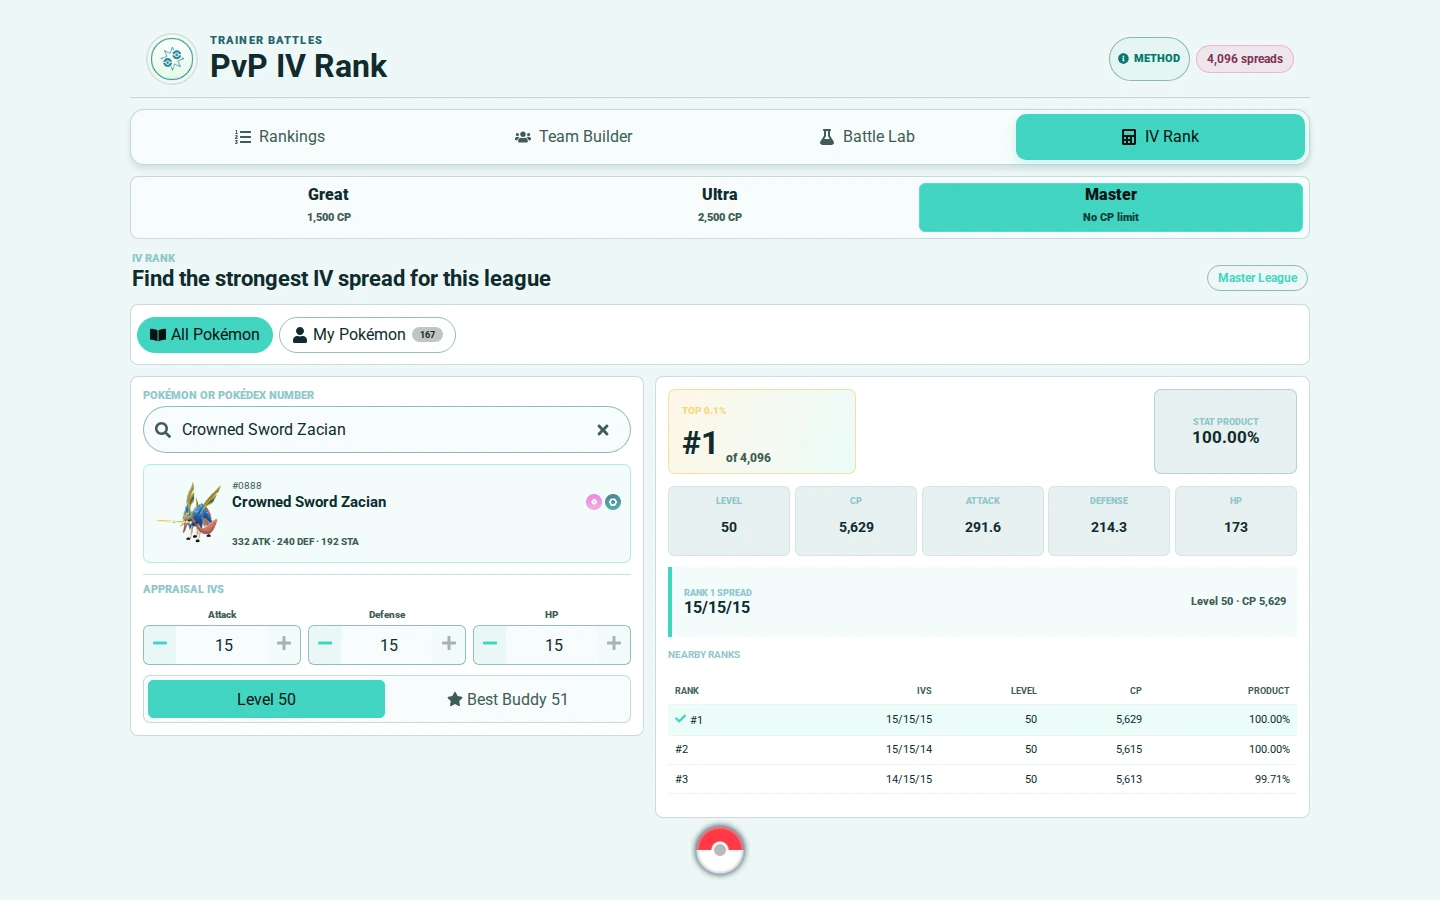 TRAINER BATTLES
PvP IV Rank
METHOD
4,096 spreads
Rankings
Team Builder
Battle Lab
IV Rank
Great
1,500 CP
Ultra
2,500 CP
Master
No CP limit
IV RANK
Find the strongest IV spread for this league
Master League
All Pokémon
My Pokémon 167
POKÉMON OR POKÉDEX NUMBER
Crowned Sword Zacian
#0888
Crowned Sword Zacian
332 ATK · 240 DEF · 192 STA
APPRAISAL IVS
Attack
Defense
HP
15
15
15
Level 50
Best Buddy 51
TOP 0.1%
#1 of 4,096
STAT PRODUCT
100.00%
LEVEL
50
CP
5,629
ATTACK
291.6
DEFENSE
214.3
HP
173
RANK 1 SPREAD
15/15/15
Level 50 · CP 5,629
NEARBY RANKS
RANK IVS LEVEL CP PRODUCT
#1 15/15/15 50 5,629 100.00%
#2 15/15/14 50 5,615 100.00%
#3 14/15/15 50 5,613 99.71%